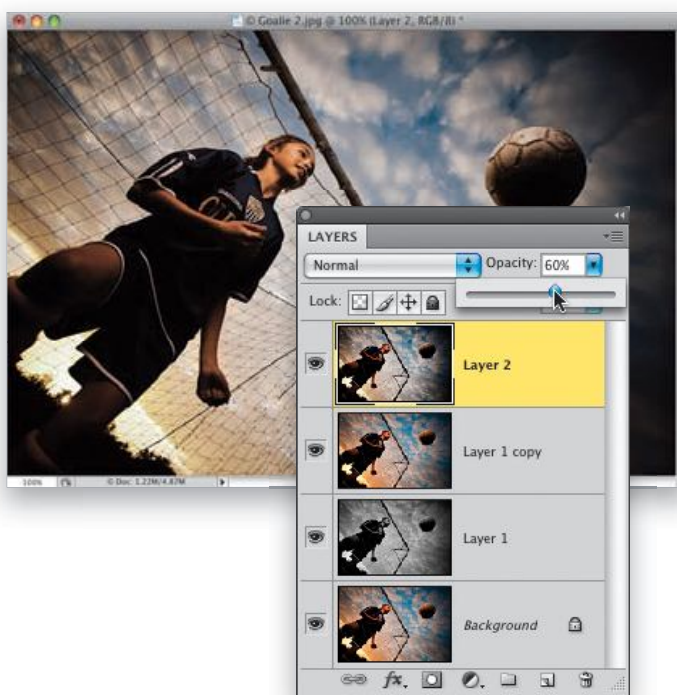 © Goalie 2.jpg @ 100% (Layer 2, RGB/8) *
LAYERS
Normal
Opacity: 60%
Lock:
Layer 2
Layer 1 copy
Layer 1
Background
fx.
100%
© Doc: 1.22M/4.87M